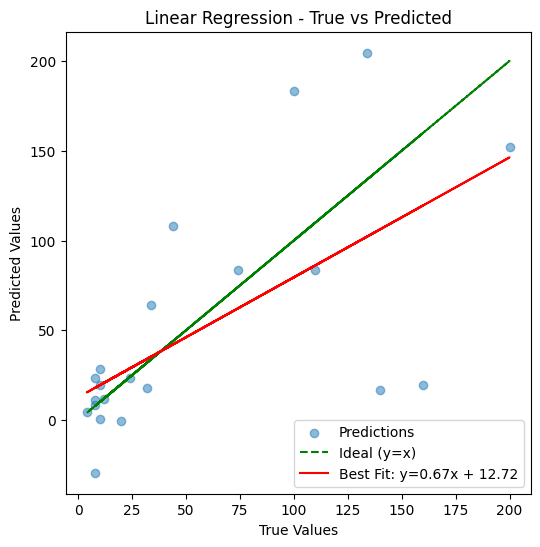 Linear Regression - True vs Predicted
Predicted Values
200
150
100
50
0
0
25
50
75
100
125
150
175
200
True Values
Predictions
Ideal (y=x)
Best Fit: y=0.67x + 12.72